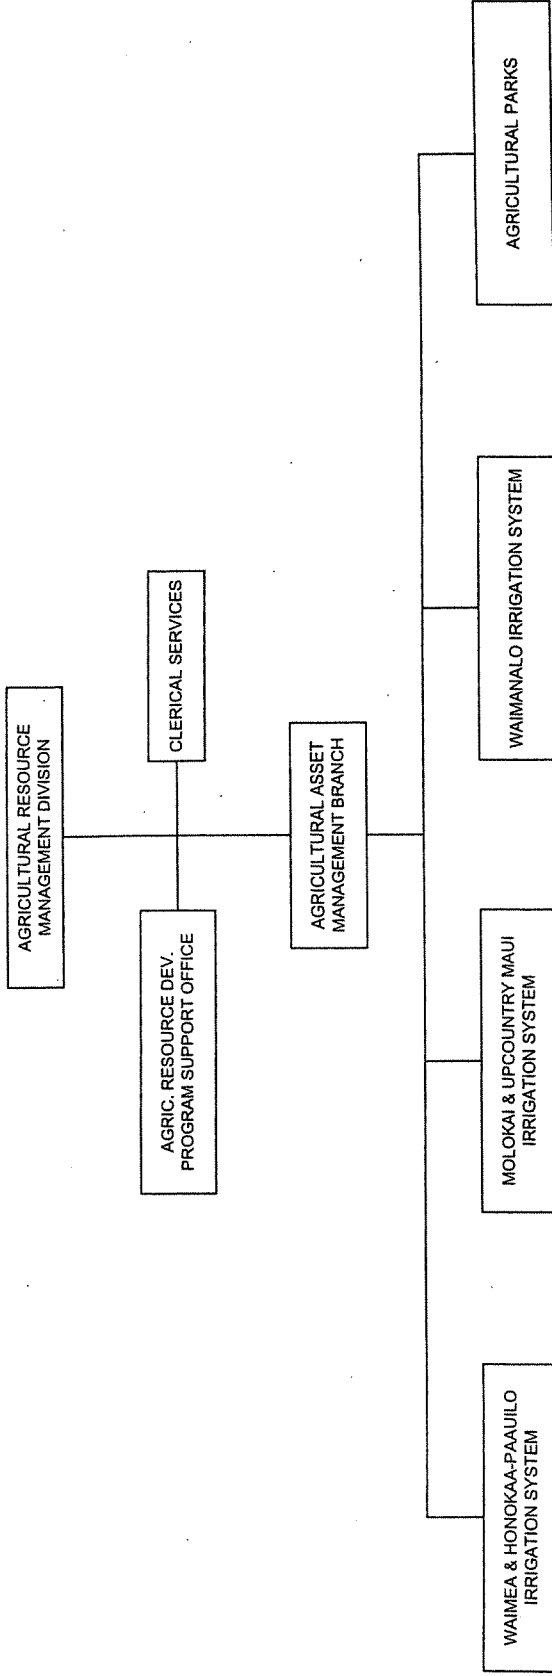 AGRICULTURAL RESOURCE
MANAGEMENT DIVISION
AGRIC. RESOURCE DEV.
PROGRAM SUPPORT OFFICE
CLERICAL SERVICES
AGRICULTURAL ASSET
MANAGEMENT BRANCH
WAIMEA & HONOKAA-PAAUILO
IRRIGATION SYSTEM
MOLOKAI & UPCOUNTRY MAUI
IRRIGATION SYSTEM
WAIMANALO IRRIGATION SYSTEM
AGRICULTURAL PARKS